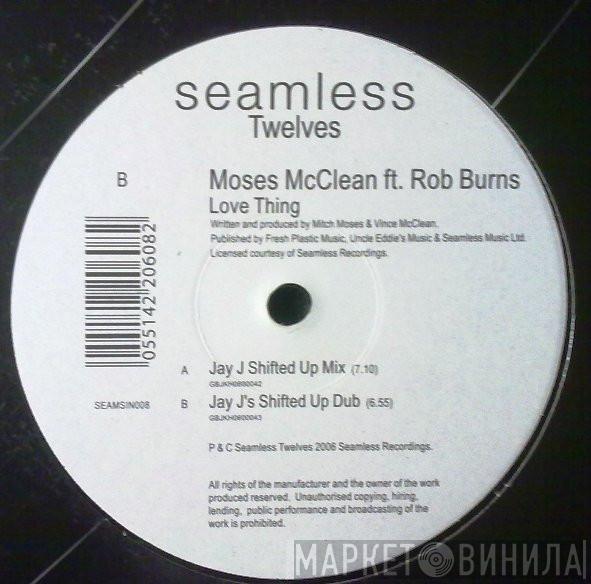 seamless
Twelves
B
Moses McClean ft. Rob Burns
Love Thing
Written and produced by Mitch Moses & Vince McClean.
Published by Fresh Plastic Music, Uncle Eddie's Music & Seamless Music Ltd.
Licensed courtesy of Seamless Recordings.
055142206082
A Jay J Shifted Up Mix (7.10)
GBJKH0600042
SEAMSIN008
B Jay J's Shifted Up Dub (6.55)
GBJKH0600043
P & C Seamless Twelves 2006 Seamless Recordings.
All rights of the manufacturer and the owner of the work
produced reserved. Unauthorised copying, hiring,
lending, public performance and broadcasting of the
work is prohibited.
МАРКЕТ ВИНИЛА